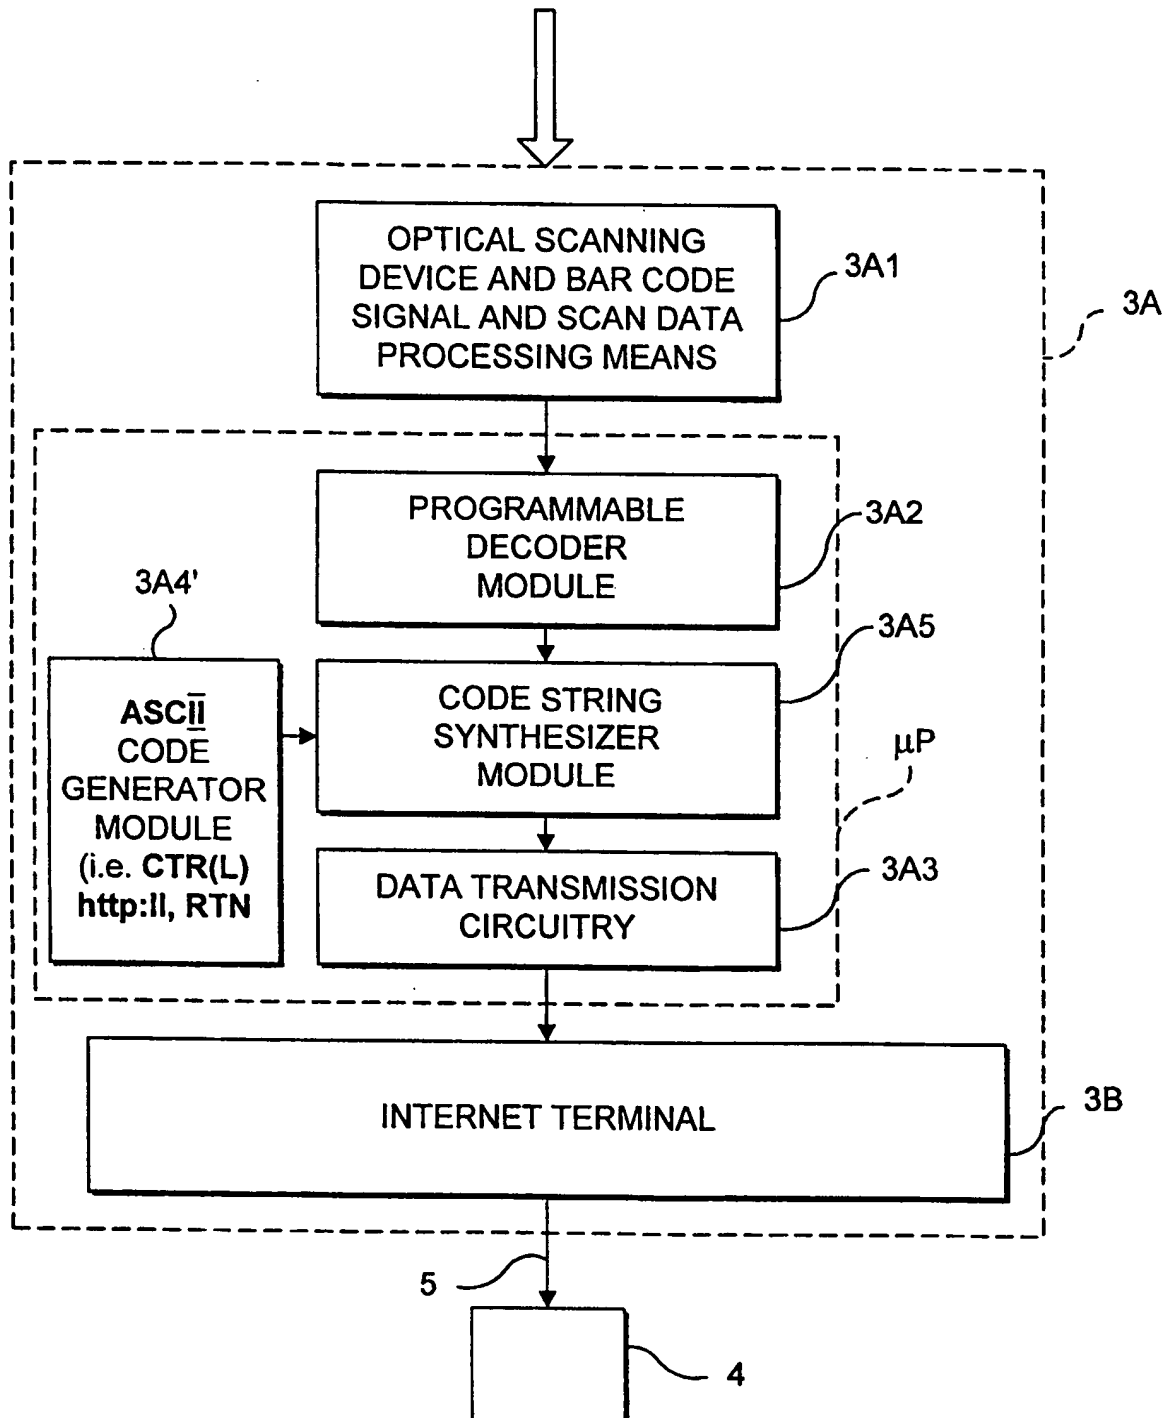 OPTICAL SCANNING
DEVICE AND BAR CODE
SIGNAL AND SCAN DATA
PROCESSING MEANS
3A1
3A
PROGRAMMABLE
DECODER
MODULE
3A2
3A4'
3A5
ASCII
CODE
GENERATOR
MODULE
(i.e. CTR(L)
http:II, RTN
CODE STRING
SYNTHESIZER
MODULE
μP
DATA TRANSMISSION
CIRCUITRY
3A3
INTERNET TERMINAL
3B
5
4